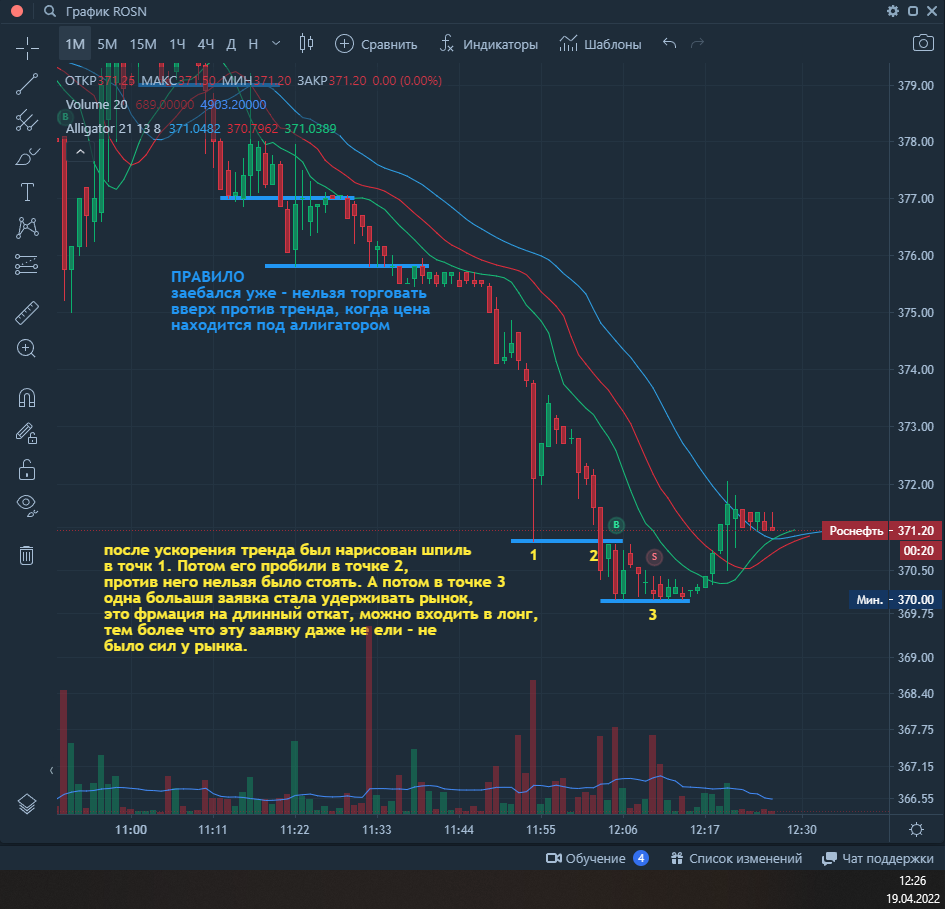 График ROSN
1М 5М 15М 1Ч 4Ч Д Н Сравнить Индикаторы Шаблоны
ОТКР371.25 МАКС371.50 МИН371.20 ЗАКР371.20 0.00 (0.00%)
Volume 20 689.00000 4903.20000
Alligator 21 13 8 371.0482 370.7962 371.0389
B
379.00
378.00
377.00
376.00
375.00
374.00
373.00
372.00
Роснефть 371.20
00:20
370.50
Мин. 370.00
369.75
369.00
368.40
367.75
367.15
366.55
ПРАВИЛО
заебался уже - нельзя торговать
вверх против тренда, когда цена
находится под аллигатором
B
S
1
2
3
после ускорения тренда был нарисован шпиль
в точк 1. Потом его пробили в точке 2,
против него нельзя было стоять. А потом в точке 3
одна больашя заявка стала удерживать рынок,
это фрмация на длинный откат, можно входить в лонг,
тем более что эту заявку даже не ели - не
было сил у рынка.
11:00 11:11 11:22 11:33 11:44 11:55 12:06 12:17 12:30
Обучение 4 Список изменений Чат поддержки
12:26
19.04.2022